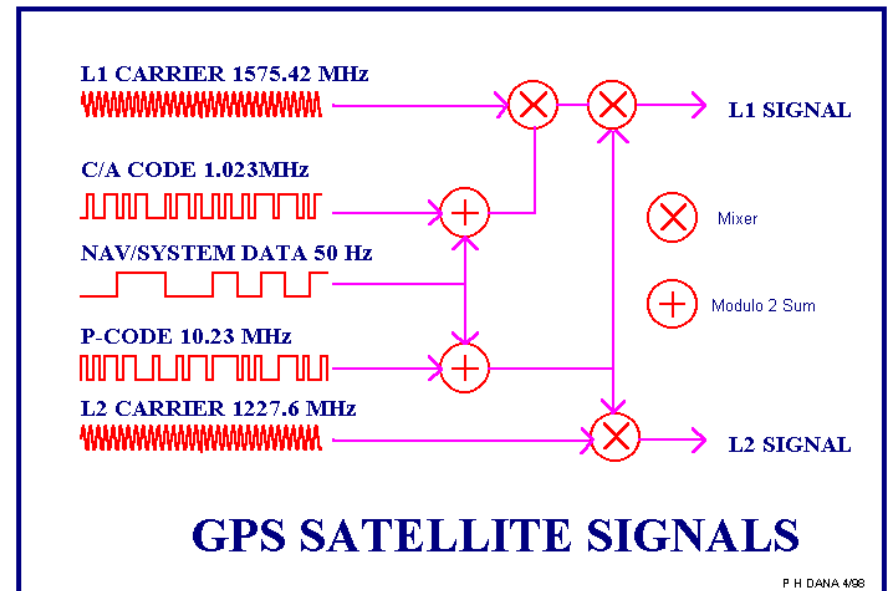 L1 CARRIER 1575.42 MHz
L1 SIGNAL
C/A CODE 1.023MHz
Mixer
NAV/SYSTEM DATA 50 Hz
Modulo 2 Sum
P-CODE 10.23 MHz
L2 CARRIER 1227.6 MHz
L2 SIGNAL
GPS SATELLITE SIGNALS
P H DANA 4/98